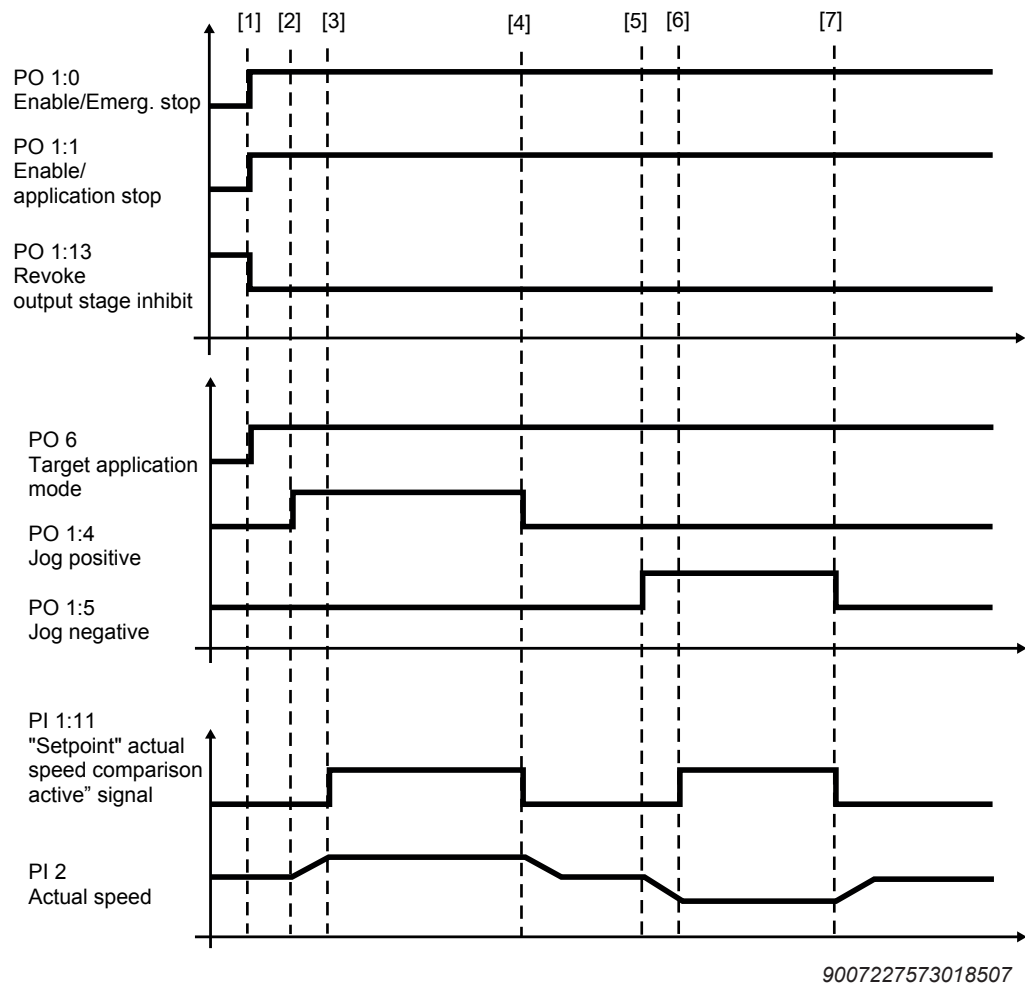 [1] [2] [3] [4] [5] [6] [7]
PO 1:0
Enable/Emerg. stop
PO 1:1
Enable/
application stop
PO 1:13
Revoke
output stage inhibit
PO 6
Target application
mode
PO 1:4
Jog positive
PO 1:5
Jog negative
PI 1:11
"Setpoint" actual
speed comparison
active” signal
PI 2
Actual speed
9007227573018507